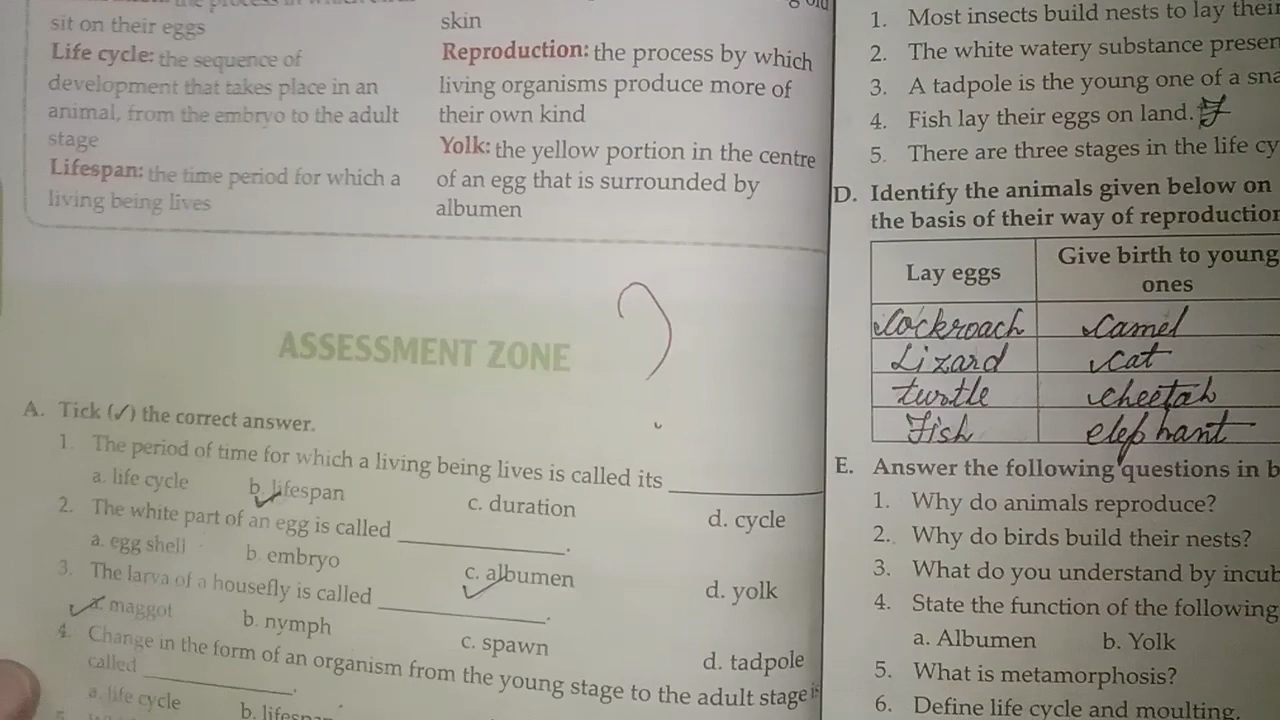 sit on their eggs
Life cycle: the sequence of
development that takes place in an
animal, from the embryo to the adult
stage
Lifespan: the time period for which a
living being lives
skin
Reproduction: the process by which
living organisms produce more of
their own kind
Yolk: the yellow portion in the centre
of an egg that is surrounded by
albumen
ASSESSMENT ZONE
A. Tick (✓) the correct answer.
1. The period of time for which a living being lives is called its ___________
a. life cycle b. lifespan c. duration d. cycle
2. The white part of an egg is called ___________.
a. egg shell b. embryo c. albumen d. yolk
3. The larva of a housefly is called ___________.
a. maggot b. nymph c. spawn d. tadpole
4. Change in the form of an organism from the young stage to the adult stage is
called ___________.
a. life cycle b.
1. Most insects build nests to lay their
2. The white watery substance
3. A tadpole is the young one of a
4. Fish lay their eggs on land. F
5. There are three stages in the life
D. Identify the animals given below on
the basis of their way of reproduction
Lay eggs Give birth to young
ones
Cockroach Camel
Lizard Cat
turtle Cheetah
Fish elephant
E. Answer the following questions in
1. Why do animals reproduce?
2. Why do birds build their nests?
3. What do you understand by
4. State the function of the following
a. Albumen b. Yolk
5. What is metamorphosis?
6. Define life cycle and moulting.